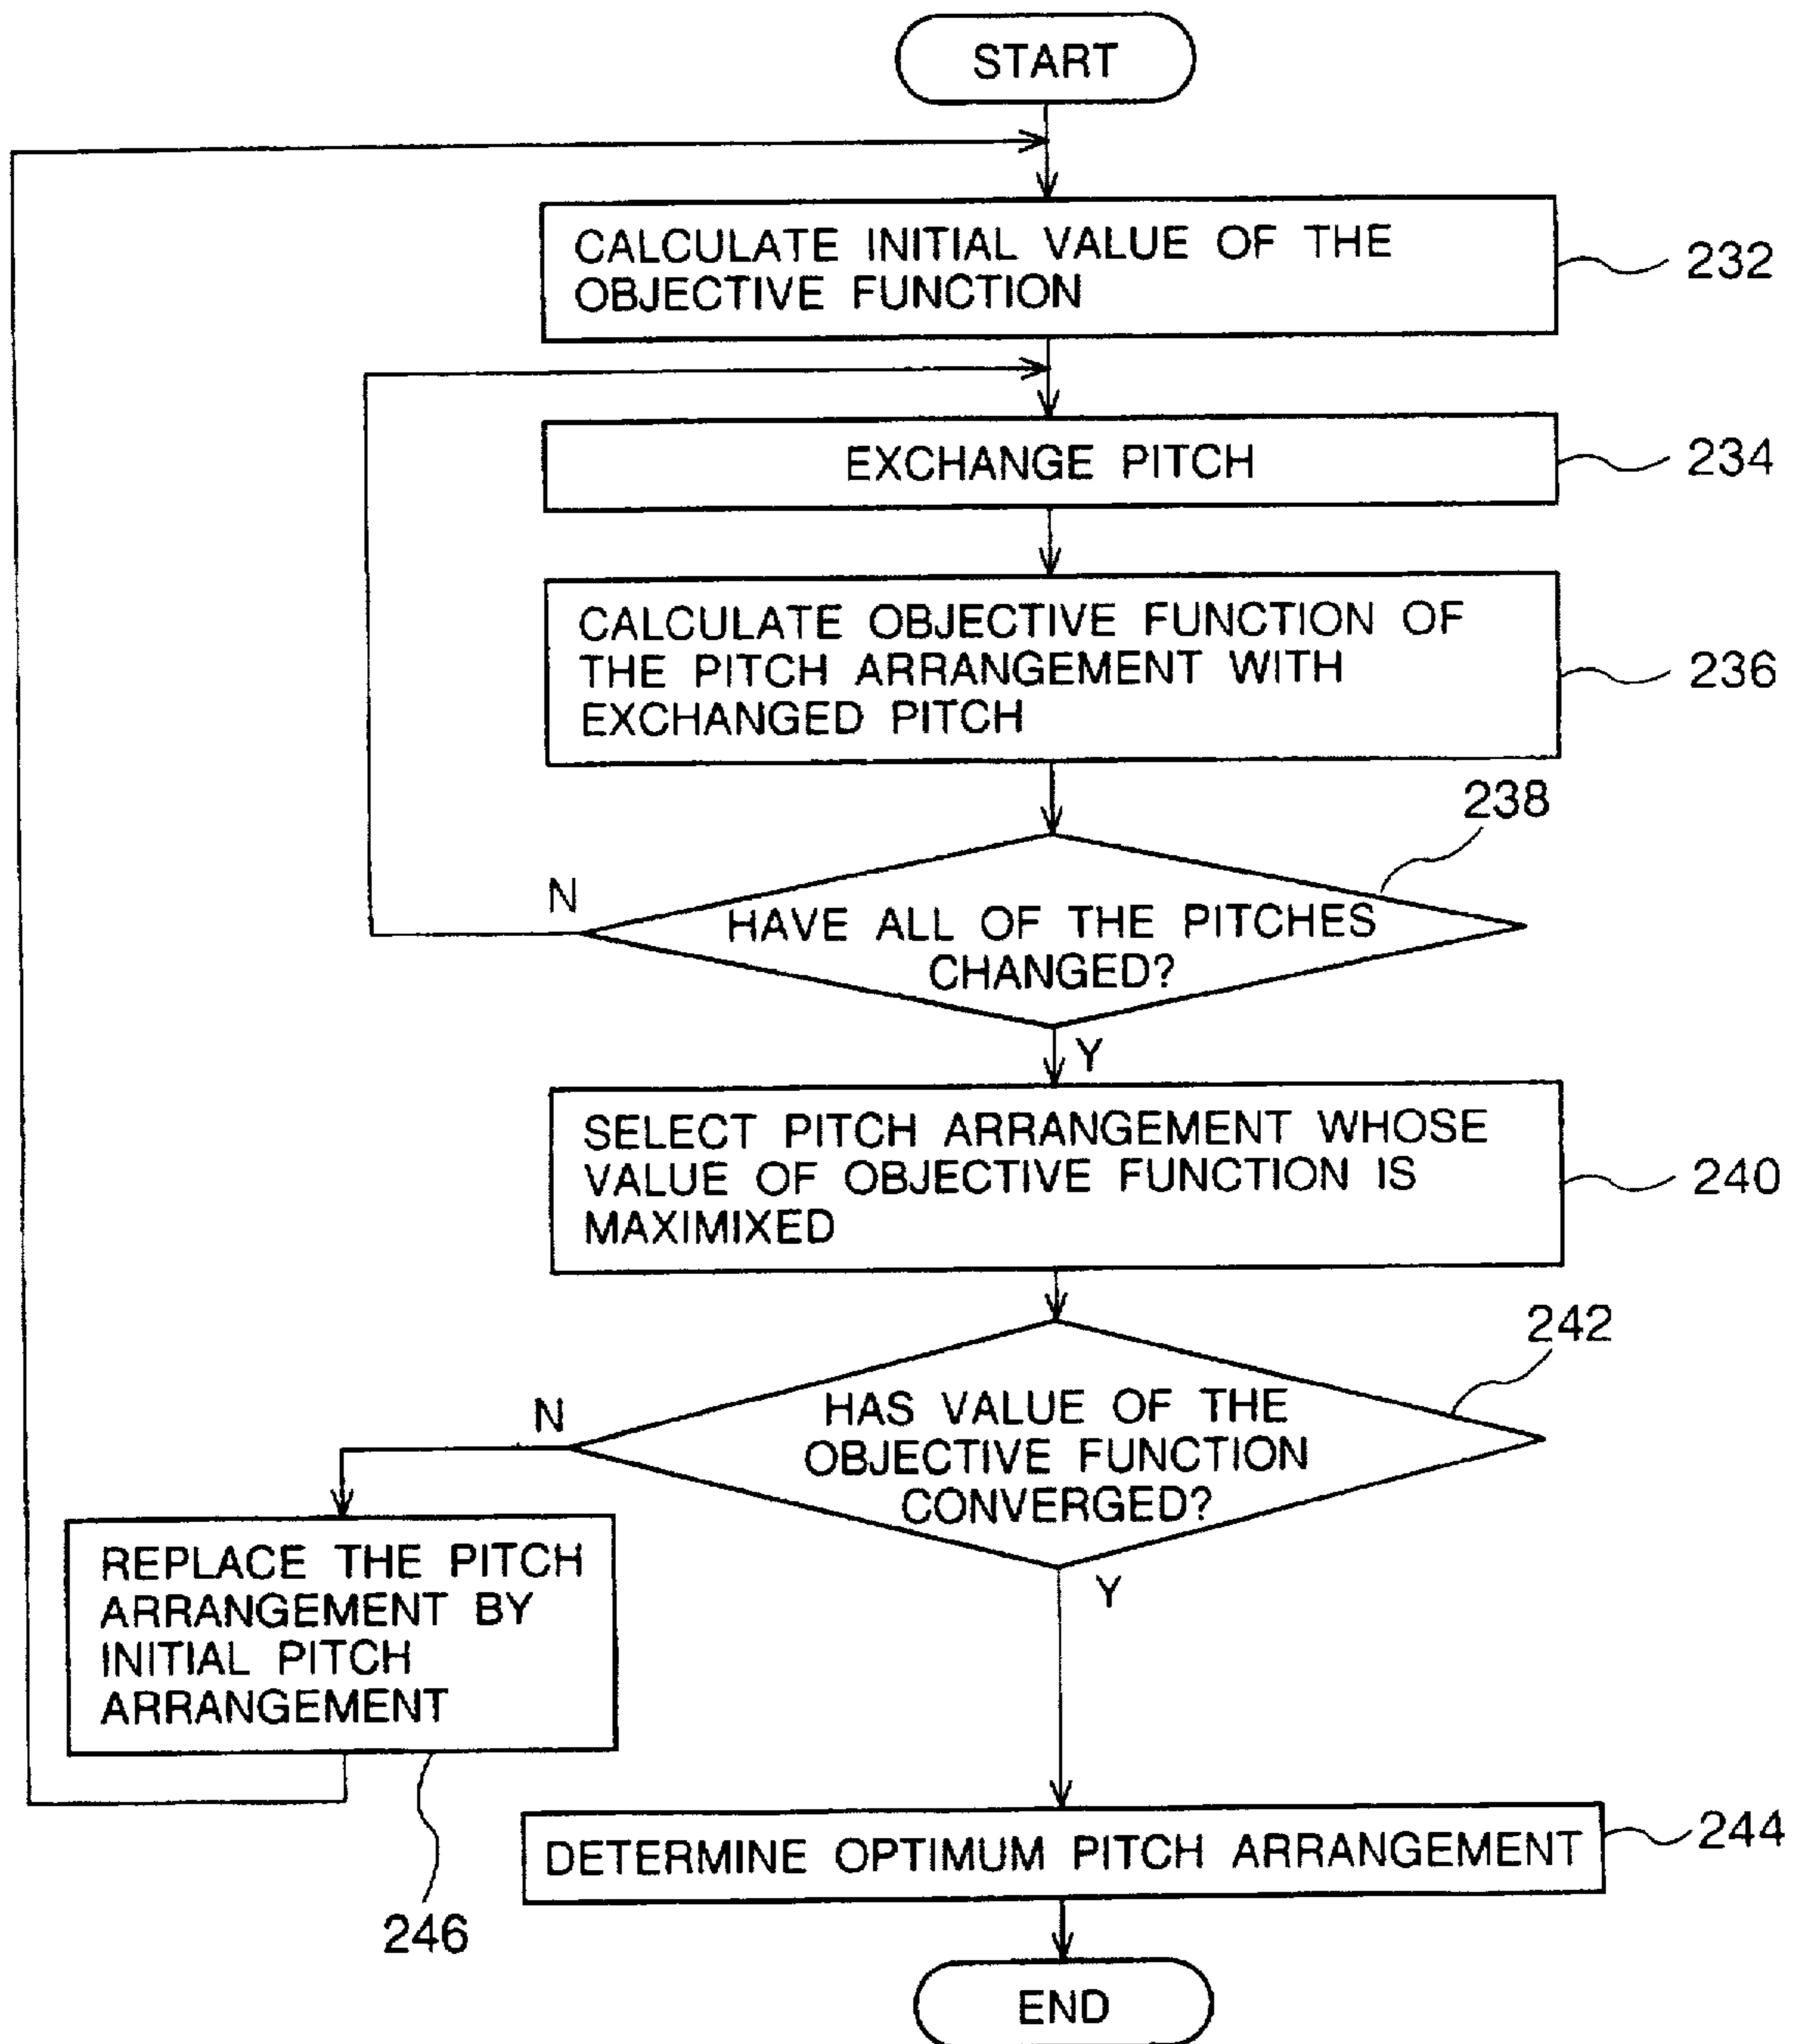 START
CALCULATE INITIAL VALUE OF THE
OBJECTIVE FUNCTION
232
EXCHANGE PITCH
234
CALCULATE OBJECTIVE FUNCTION OF
THE PITCH ARRANGEMENT WITH
EXCHANGED PITCH
236
238
N
HAVE ALL OF THE PITCHES
CHANGED?
Y
SELECT PITCH ARRANGEMENT WHOSE
VALUE OF OBJECTIVE FUNCTION IS
MAXIMIXED
240
242
N
HAS VALUE OF THE
OBJECTIVE FUNCTION
CONVERGED?
Y
REPLACE THE PITCH
ARRANGEMENT BY
INITIAL PITCH
ARRANGEMENT
246
DETERMINE OPTIMUM PITCH ARRANGEMENT
244
END